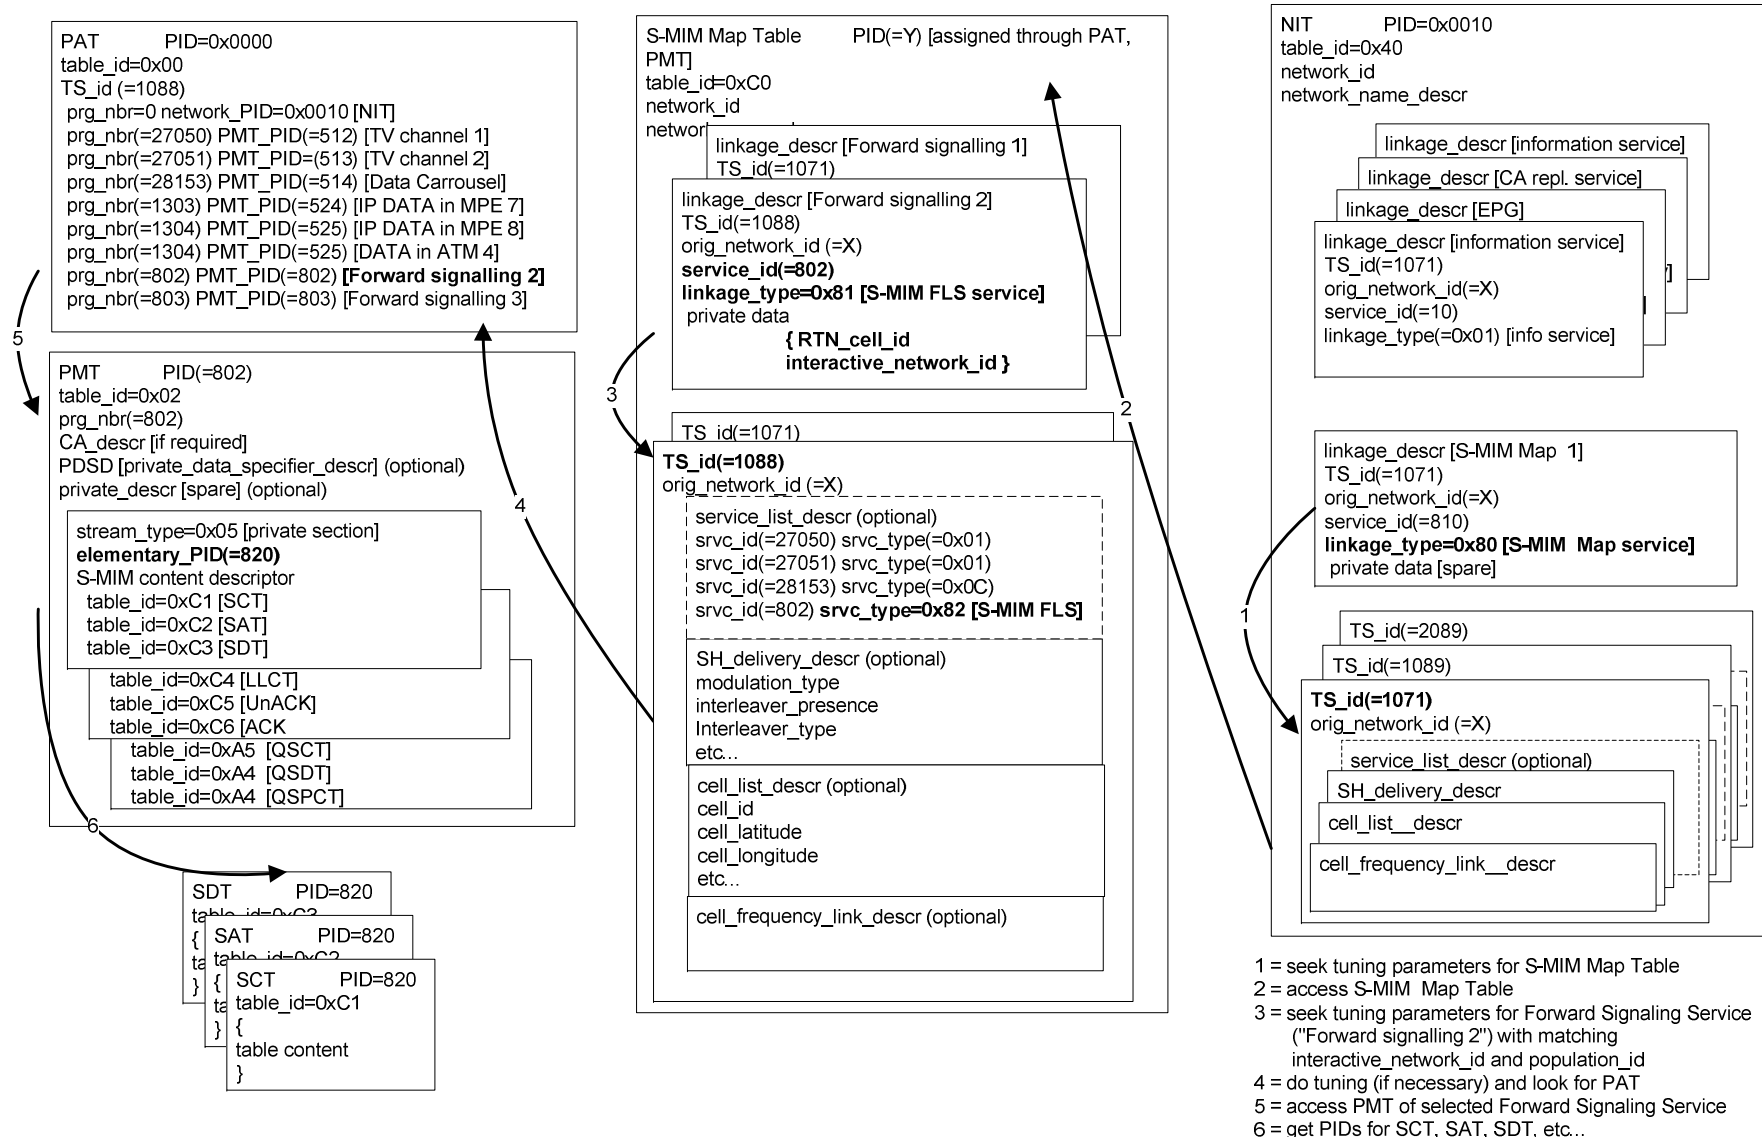 PAT PID=0x0000
table_id=0x00
TS_id (=1088)
prg_nbr=0 network_PID=0x0010 [NIT]
prg_nbr(=27050) PMT_PID(=512) [TV channel 1]
prg_nbr(=27051) PMT_PID=(513) [TV channel 2]
prg_nbr(=28153) PMT_PID(=514) [Data Carrousel]
prg_nbr(=1303) PMT_PID(=524) [IP DATA in MPE 7]
prg_nbr(=1304) PMT_PID(=525) [IP DATA in MPE 8]
prg_nbr(=1304) PMT_PID(=525) [DATA in ATM 4]
prg_nbr(=802) PMT_PID(=802) [Forward signalling 2]
prg_nbr(=803) PMT_PID(=803) [Forward signalling 3]
5
PMT PID(=802)
table_id=0x02
prg_nbr(=802)
CA_descr [if required]
PDSD [private_data_specifier_descr] (optional)
private_descr [spare] (optional)
stream_type=0x05 [private section]
elementary_PID(=820)
S-MIM content descriptor
table_id=0xC1 [SCT]
table_id=0xC2 [SAT]
table_id=0xC3 [SDT]
table_id=0xC4 [LLCT]
table_id=0xC5 [UnACK]
table_id=0xC6 [ACK
table_id=0xA5 [QSCT]
table_id=0xA4 [QSDT]
table_id=0xA4 [QSPCT]
6
SDT PID=820
table_id=0xC3
{
ta
}
SAT PID=820
table_id=0xC2
{
ta
}
SCT PID=820
table_id=0xC1
{
table content
}
S-MIM Map Table PID(=Y) [assigned through PAT,
PMT]
table_id=0xC0
network_id
networ
linkage_descr [Forward signalling 1]
TS_id(=1071)
linkage_descr [Forward signalling 2]
TS_id(=1088)
orig_network_id (=X)
service_id(=802)
linkage_type=0x81 [S-MIM FLS service]
private data
{ RTN_cell_id
interactive_network_id }
3
4
2
TS_id(=1071)
TS_id(=1088)
orig_network_id (=X)
service_list_descr (optional)
srvc_id(=27050) srvc_type(=0x01)
srvc_id(=27051) srvc_type(=0x01)
srvc_id(=28153) srvc_type(=0x0C)
srvc_id(=802) srvc_type=0x82 [S-MIM FLS]
SH_delivery_descr (optional)
modulation_type
interleaver_presence
Interleaver_type
etc...
cell_list_descr (optional)
cell_id
cell_latitude
cell_longitude
etc...
cell_frequency_link_descr (optional)
NIT PID=0x0010
table_id=0x40
network_id
network_name_descr
linkage_descr [information service]
linkage_descr [CA repl. service]
linkage_descr [EPG]
linkage_descr [information service]
TS_id(=1071)
orig_network_id(=X)
service_id(=10)
linkage_type(=0x01) [info service]
linkage_descr [S-MIM Map 1]
TS_id(=1071)
orig_network_id(=X)
service_id(=810)
linkage_type=0x80 [S-MIM Map service]
private data [spare]
1
TS_id(=2089)
TS_id(=1089)
TS_id(=1071)
orig_network_id (=X)
service_list_descr (optional)
SH_delivery_descr
cell_list__descr
cell_frequency_link__descr
1 = seek tuning parameters for S-MIM Map Table
2 = access S-MIM Map Table
3 = seek tuning parameters for Forward Signaling Service
("Forward signalling 2") with matching
interactive_network_id and population_id
4 = do tuning (if necessary) and look for PAT
5 = access PMT of selected Forward Signaling Service
6 = get PIDs for SCT, SAT, SDT, etc...